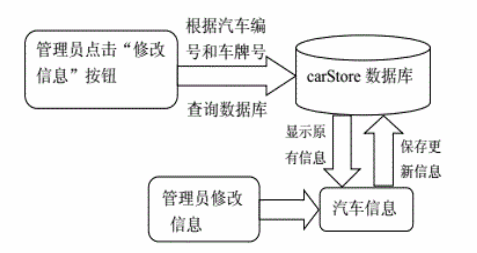 根据汽车编
号和车牌号
管理员点击“修改
信息”按钮
carStore 数据库
查询数据库
显示原
有信息
保存更
新信息
管理员修改
信息
汽车信息